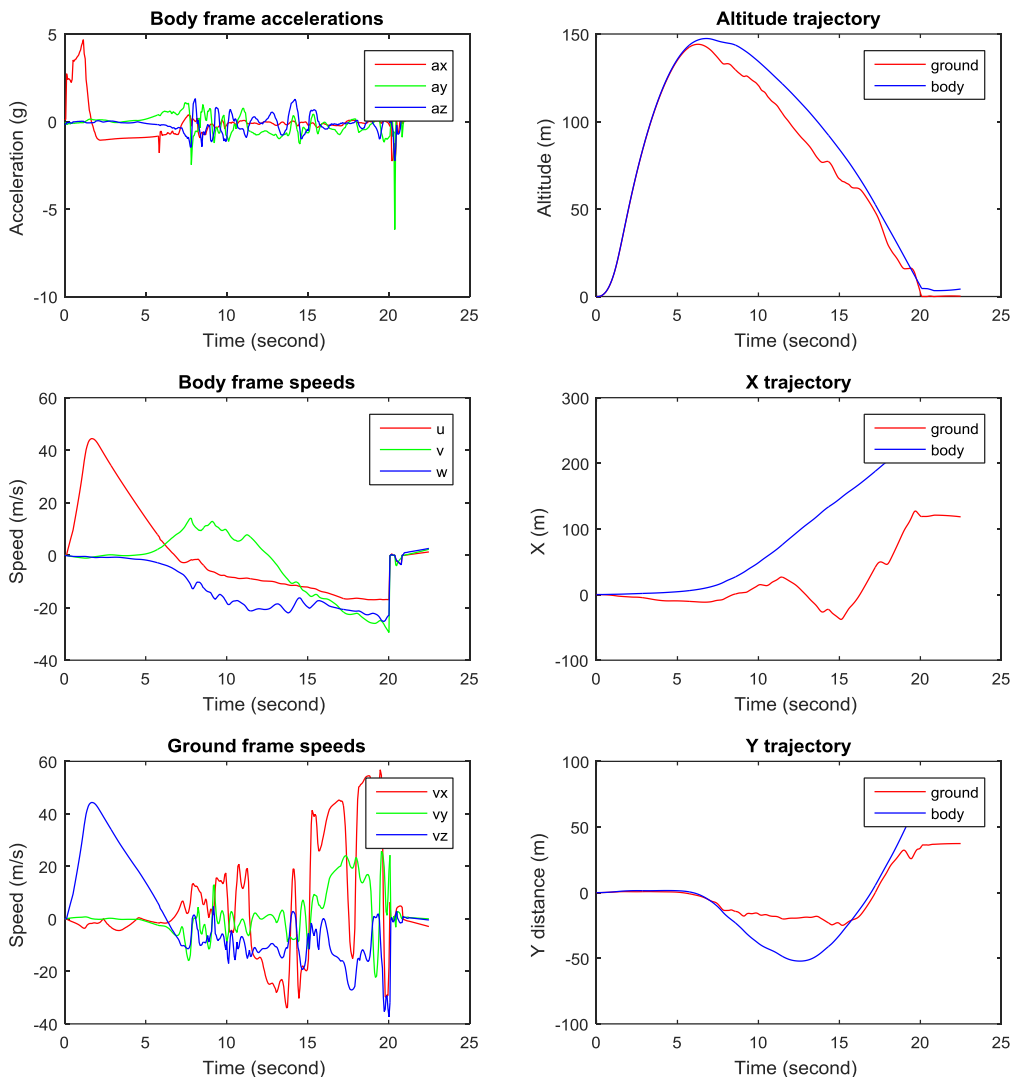 Body frame accelerations
5
0
-5
-10
Acceleration (g)
ax
ay
az
0 5 10 15 20 25
Time (second)
Altitude trajectory
150
100
50
0
Altitude (m)
ground
body
0 5 10 15 20 25
Time (second)
Body frame speeds
60
40
20
0
-20
-40
Speed (m/s)
u
v
w
0 5 10 15 20 25
Time (second)
X trajectory
300
200
100
0
-100
X (m)
ground
body
0 5 10 15 20 25
Time (second)
Ground frame speeds
60
40
20
0
-20
-40
Speed (m/s)
vx
vy
vz
0 5 10 15 20 25
Time (second)
Y trajectory
100
50
0
-50
-100
Y distance (m)
ground
body
0 5 10 15 20 25
Time (second)